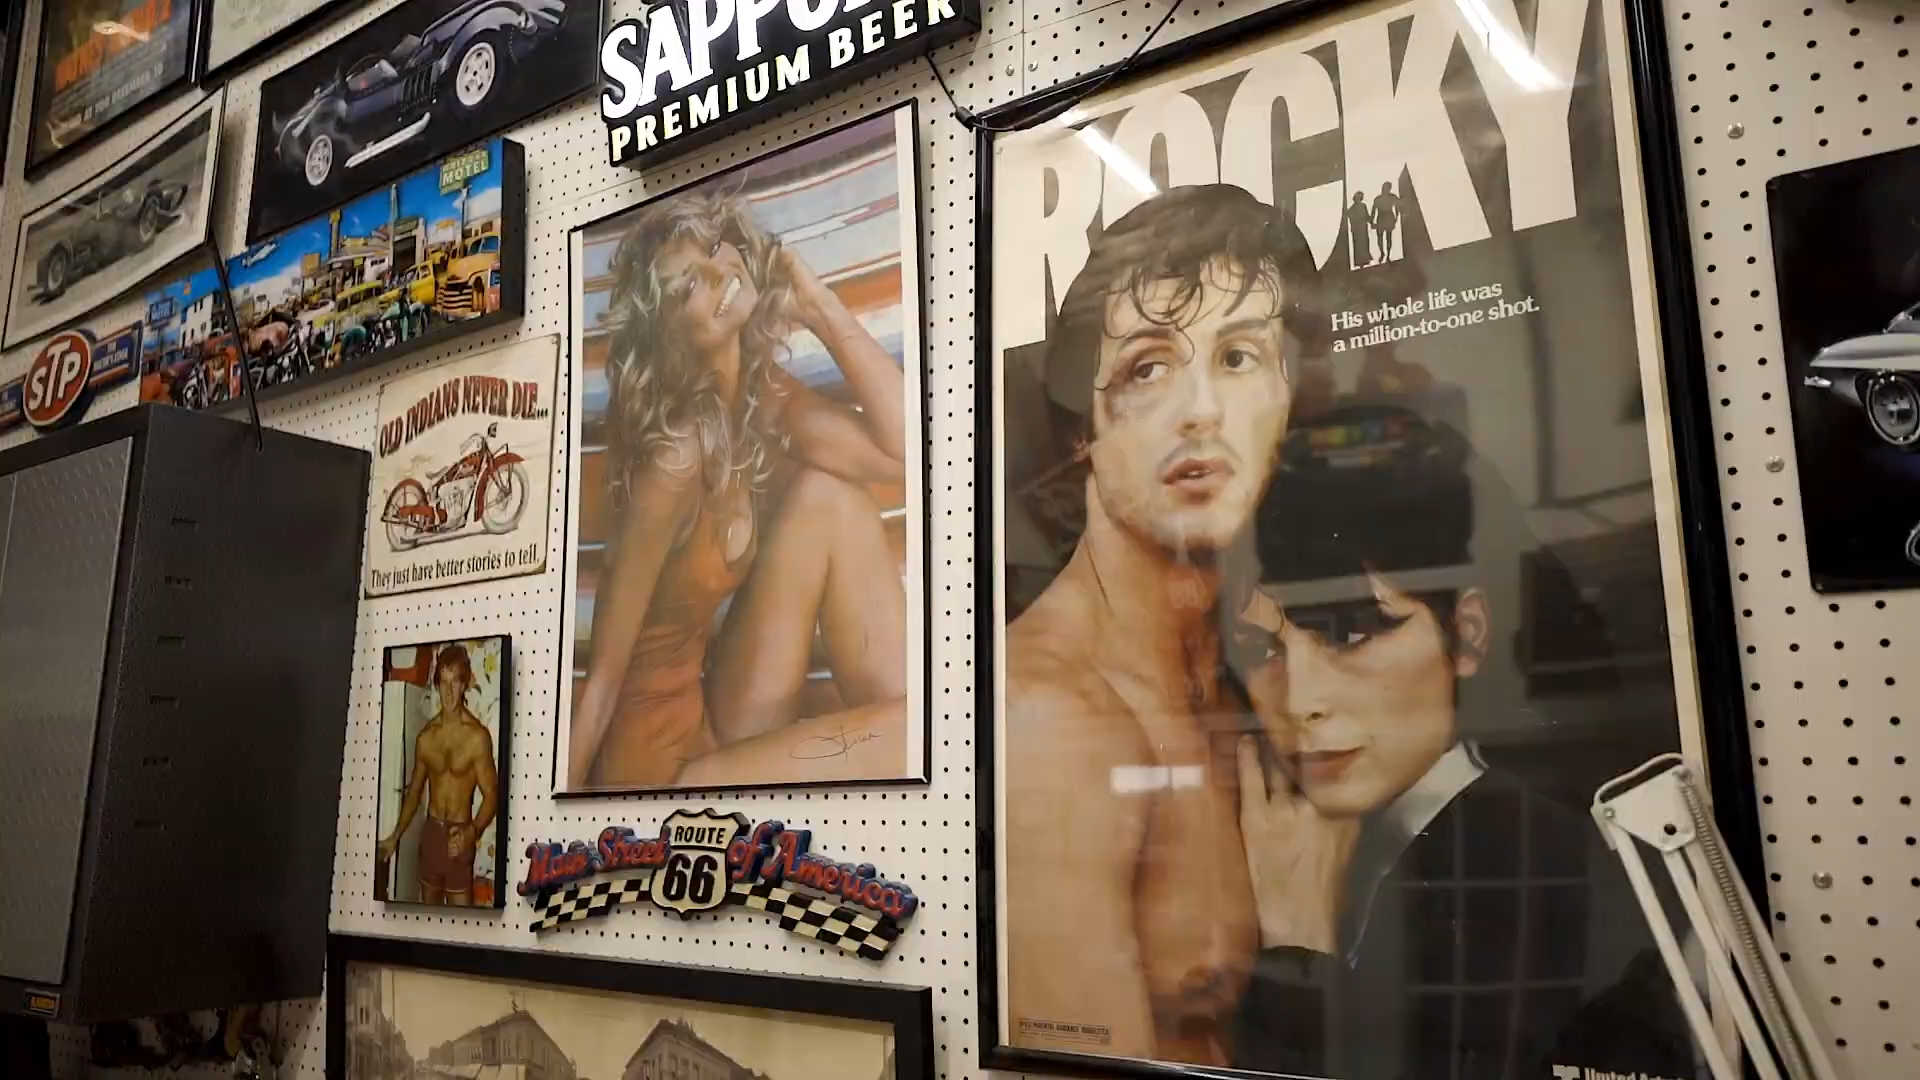 SAPPO
PREMIUM BEER
ROCKY
His whole life was
a million-to-one shot.
MOTEL
STP
OLD INDIANS NEVER DIE...
They just have better stories to tell.
Main Street
ROUTE
66
of America